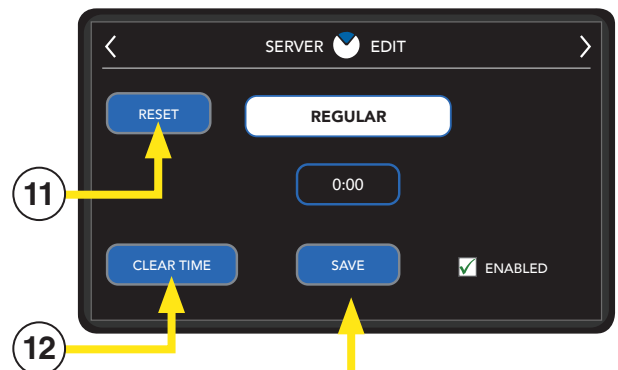 SERVER EDIT
RESET
REGULAR
11
0:00
CLEAR TIME
SAVE
ENABLED
12